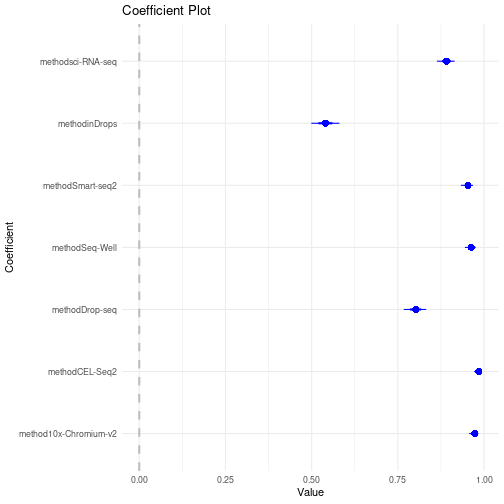 Coefficient Plot
Coefficient
methodsci-RNA-seq
methodinDrops
methodSmart-seq2
methodSeq-Well
methodDrop-seq
methodCEL-Seq2
method10x-Chromium-v2
0.00 0.25 0.50 0.75 1.00
Value